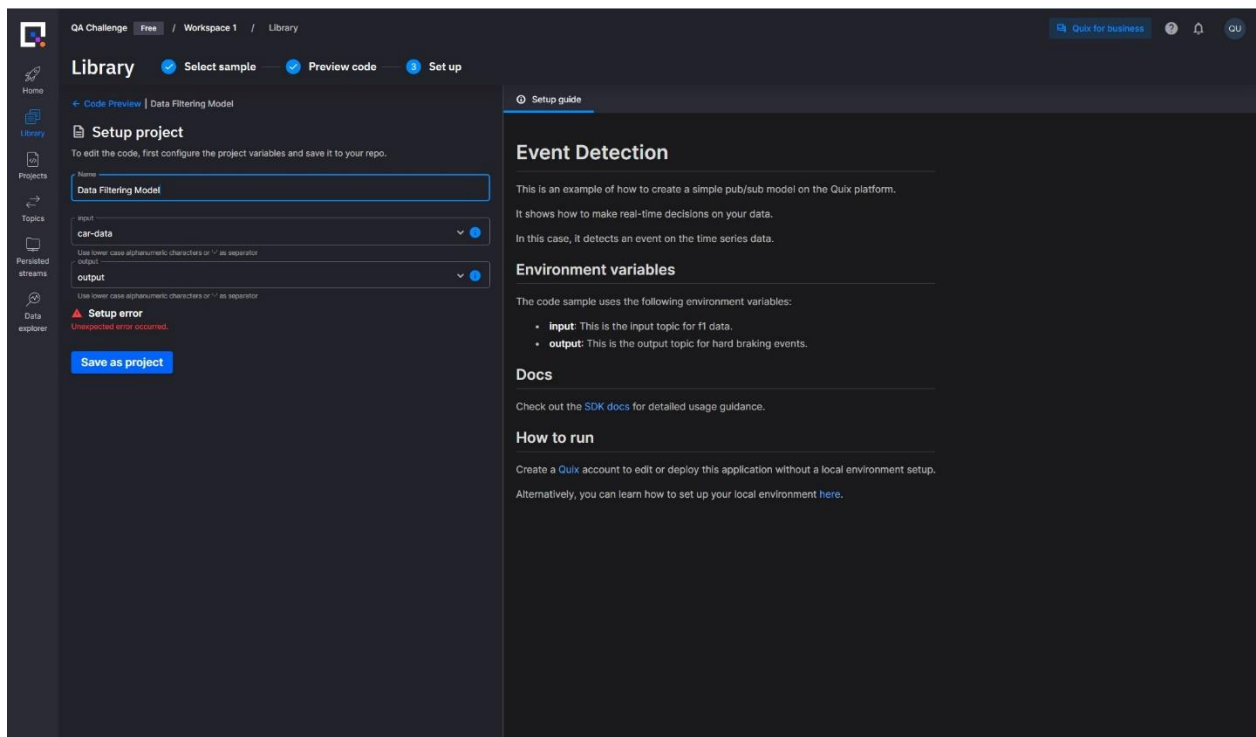 QA Challenge Free / Workspace 1 / Library
Quix for business
QU
Library Select sample Preview code 3 Set up
Home
Library
Projects
Topics
Persisted
streams
Data
explorer
← Code Preview | Data Filtering Model
Setup project
To edit the code, first configure the project variables and save it to your repo.
Name
Data Filtering Model
input
car-data
Use lower case alphanumeric characters or '-' as separator
output
output
Use lower case alphanumeric characters or '-' as separator
Setup error
Unexpected error occurred.
Save as project
Setup guide
Event Detection
This is an example of how to create a simple pub/sub model on the Quix platform.
It shows how to make real-time decisions on your data.
In this case, it detects an event on the time series data.
Environment variables
The code sample uses the following environment variables:
• input: This is the input topic for f1 data.
• output: This is the output topic for hard braking events.
Docs
Check out the SDK docs for detailed usage guidance.
How to run
Create a Quix account to edit or deploy this application without a local environment setup.
Alternatively, you can learn how to set up your local environment here.